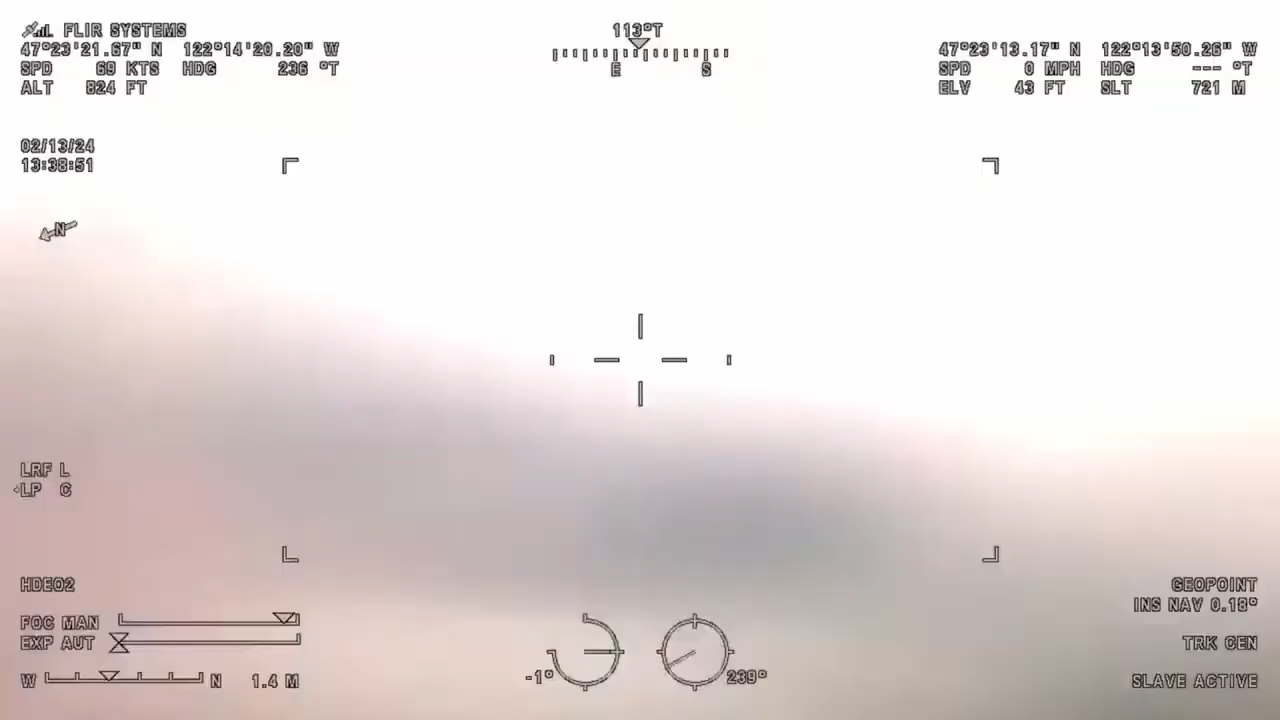 FLIR SYSTEMS
47°23'21.67" N 122°14'20.20" W
SPD 69 KTS HDG 236 °T
ALT 824 FT
113°T
E S
47°23'13.17" N 122°13'50.26" W
SPD 0 MPH HDG --- °T
ELV 43 FT SLT 721 M
02/13/24
13:38:51
N
LRF L
LP C
HDEO2
FOC MAN
EXP AUT
W N 1.4 M
-1°
239°
GEOPOINT
INS NAV 0.18°
TRK CEN
SLAVE ACTIVE